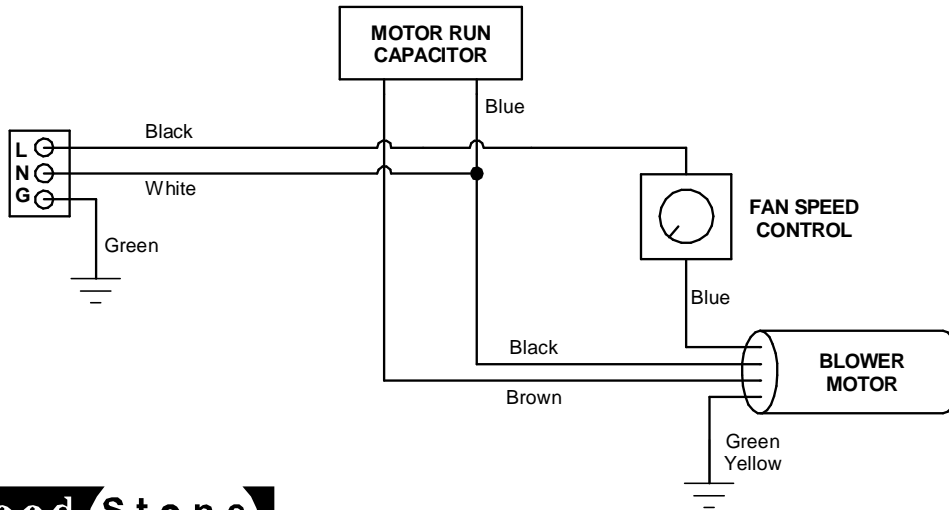 MOTOR RUN
CAPACITOR
Blue
Black
L
N
White
G
FAN SPEED
CONTROL
Green
Blue
Black
BLOWER
MOTOR
Brown
Green
Yellow